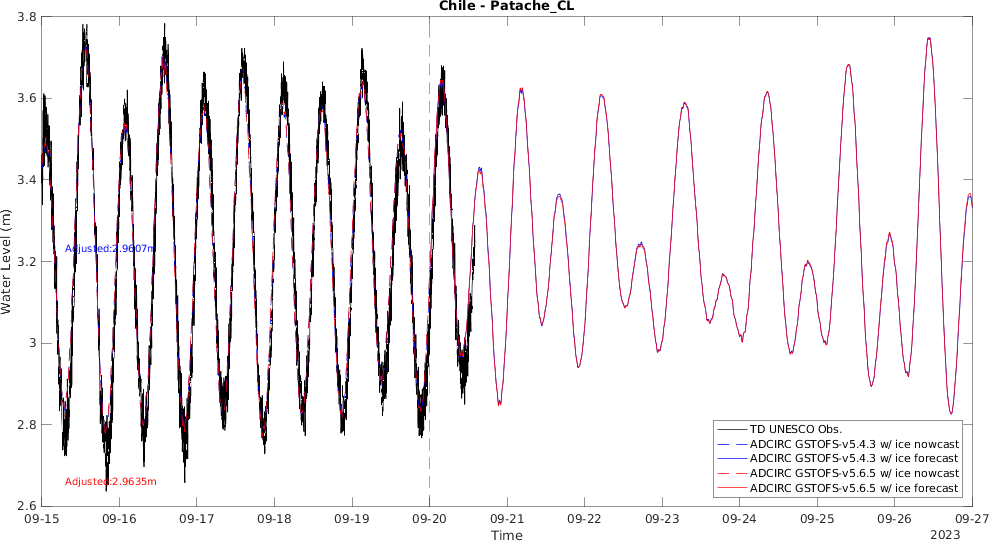 Chile - Patache_CL
3.8
3.6
3.4
3.2
3
2.8
2.6
Water Level (m)
Adjusted:2.9607m
Adjusted:2.9635m
TD UNESCO Obs.
ADCIRC GSTOFS-v5.4.3 w/ ice nowcast
ADCIRC GSTOFS-v5.4.3 w/ ice forecast
ADCIRC GSTOFS-v5.6.5 w/ ice nowcast
ADCIRC GSTOFS-v5.6.5 w/ ice forecast
09-15 09-16 09-17 09-18 09-19 09-20 09-21 09-22 09-23 09-24 09-25 09-26 09-27
Time
2023